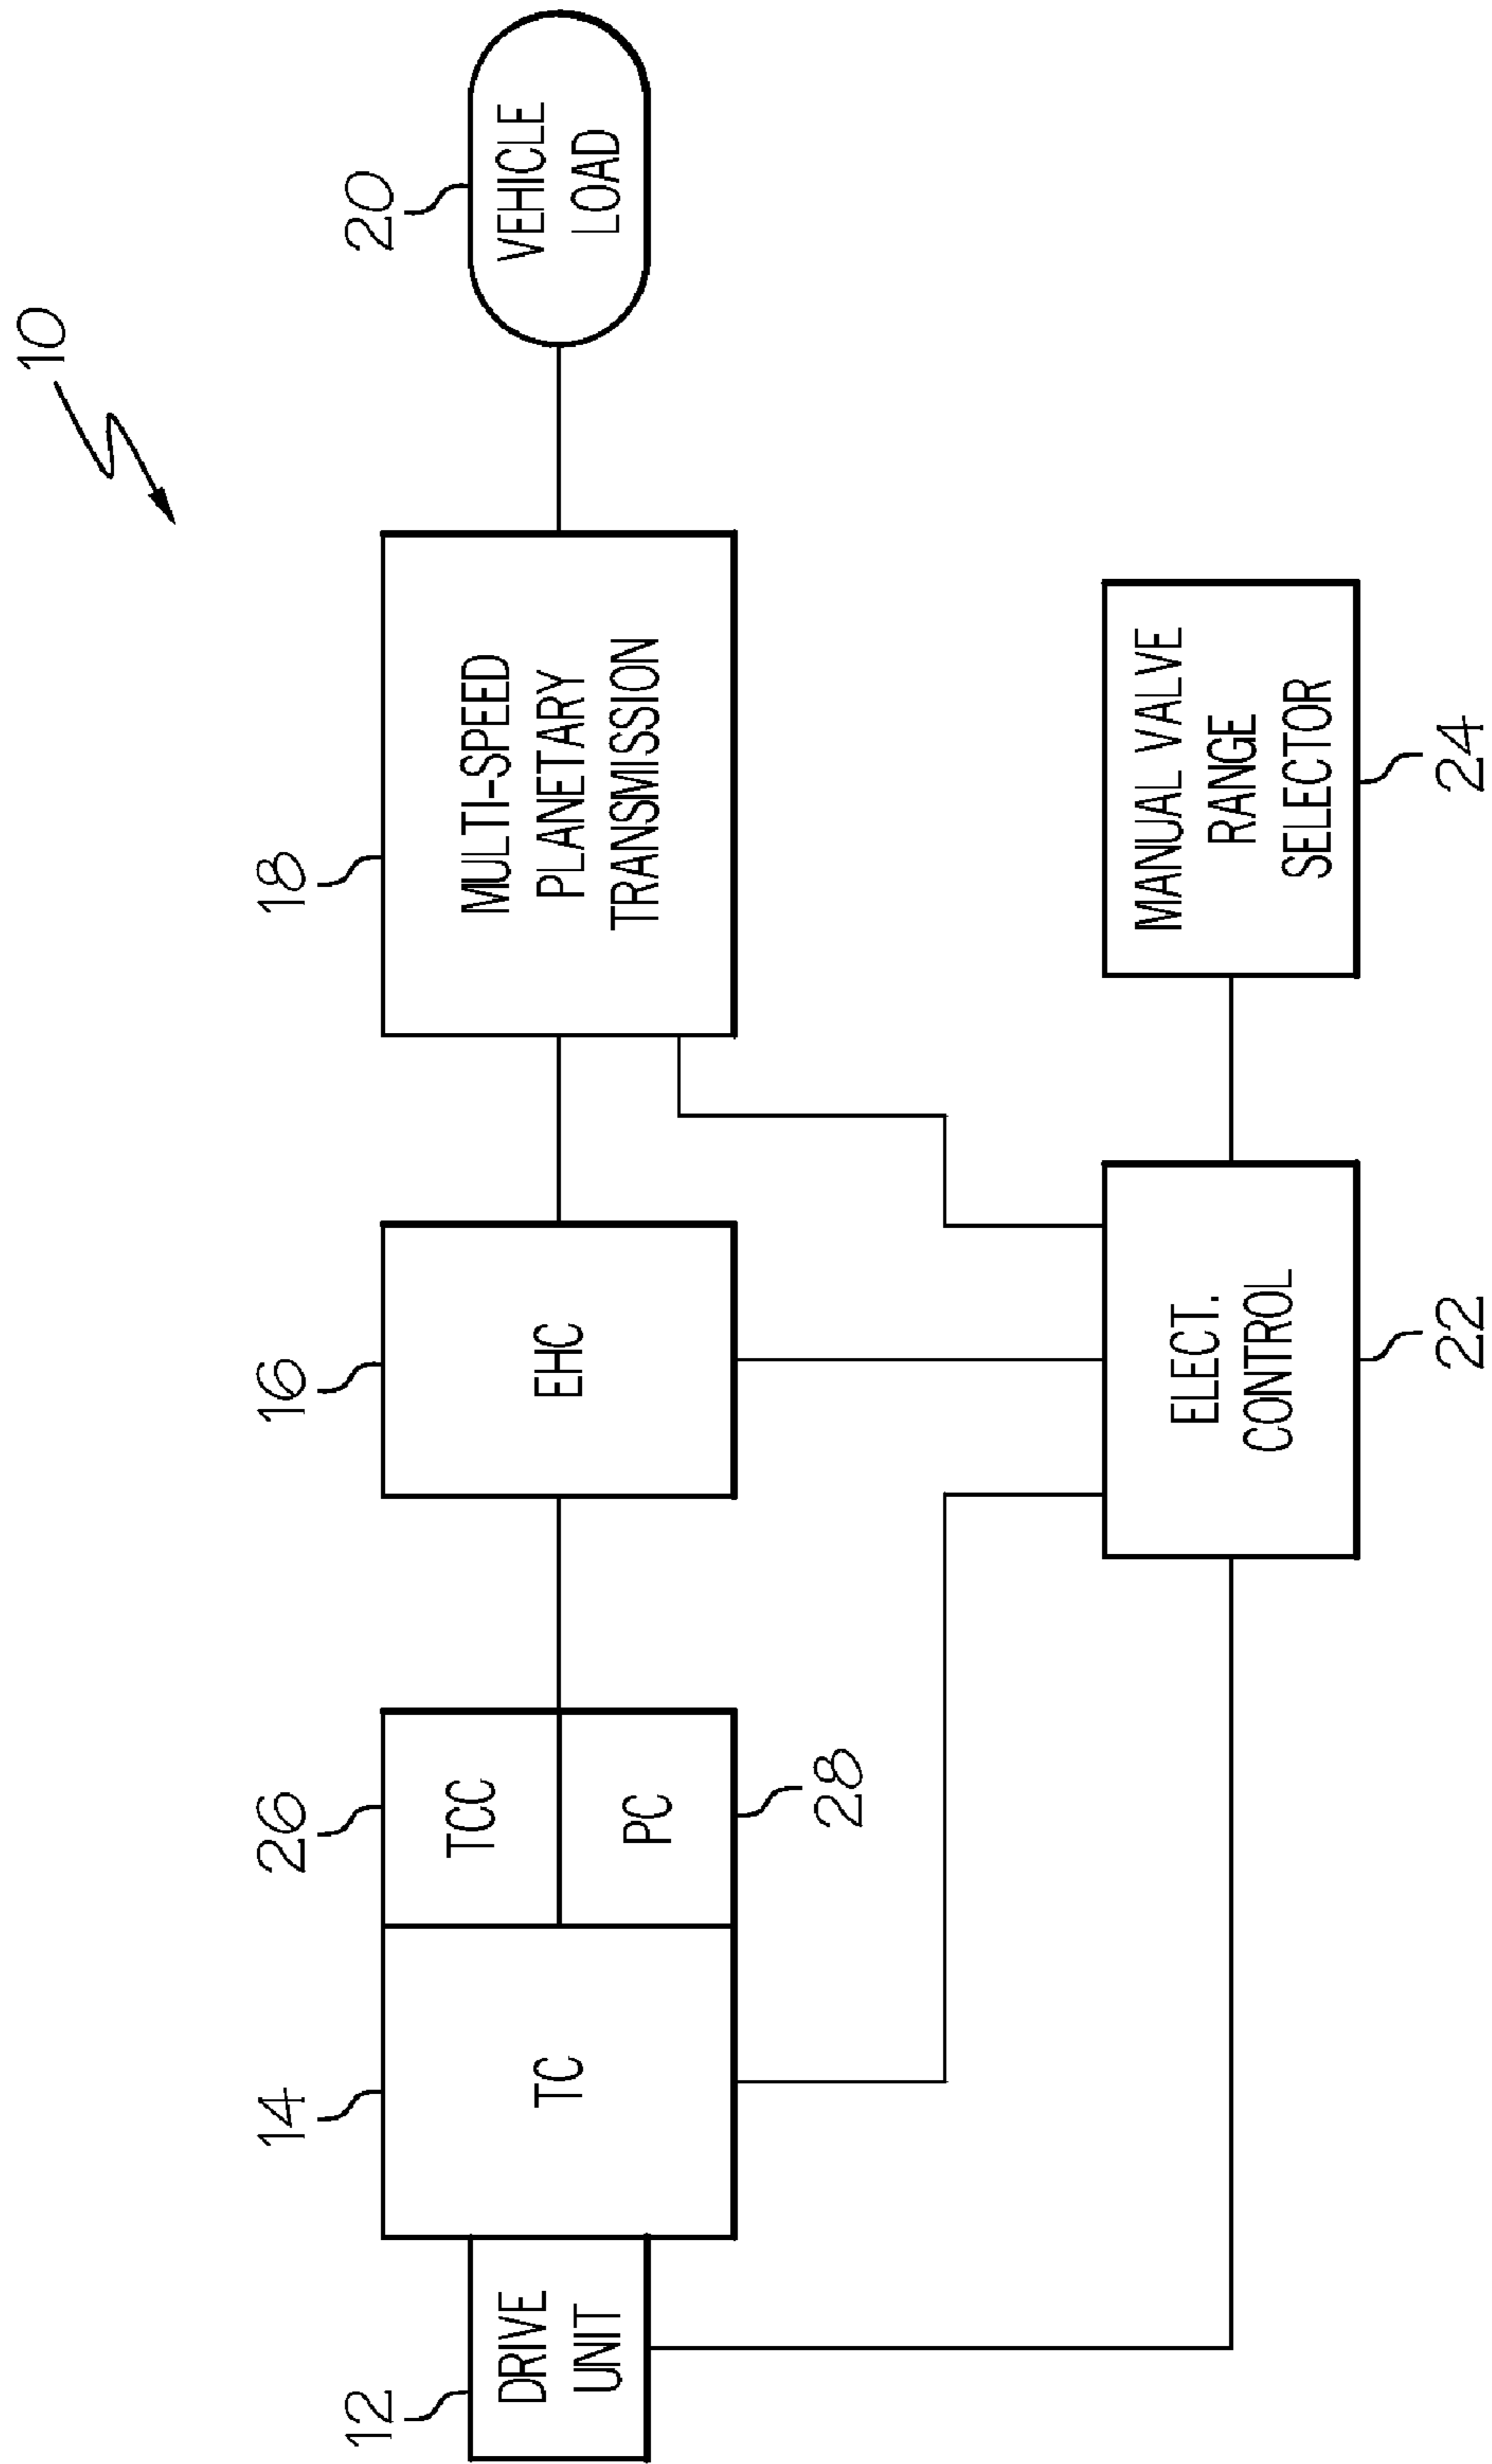 10
12
DRIVE
UNIT
14
TC
26
TCC
PC
28
16
EHC
18
MULTI-SPEED
PLANETARY
TRANSMISSION
20
VEHICLE
LOAD
ELECT.
CONTROL
22
MANUAL VALVE
RANGE
SELECTOR
24